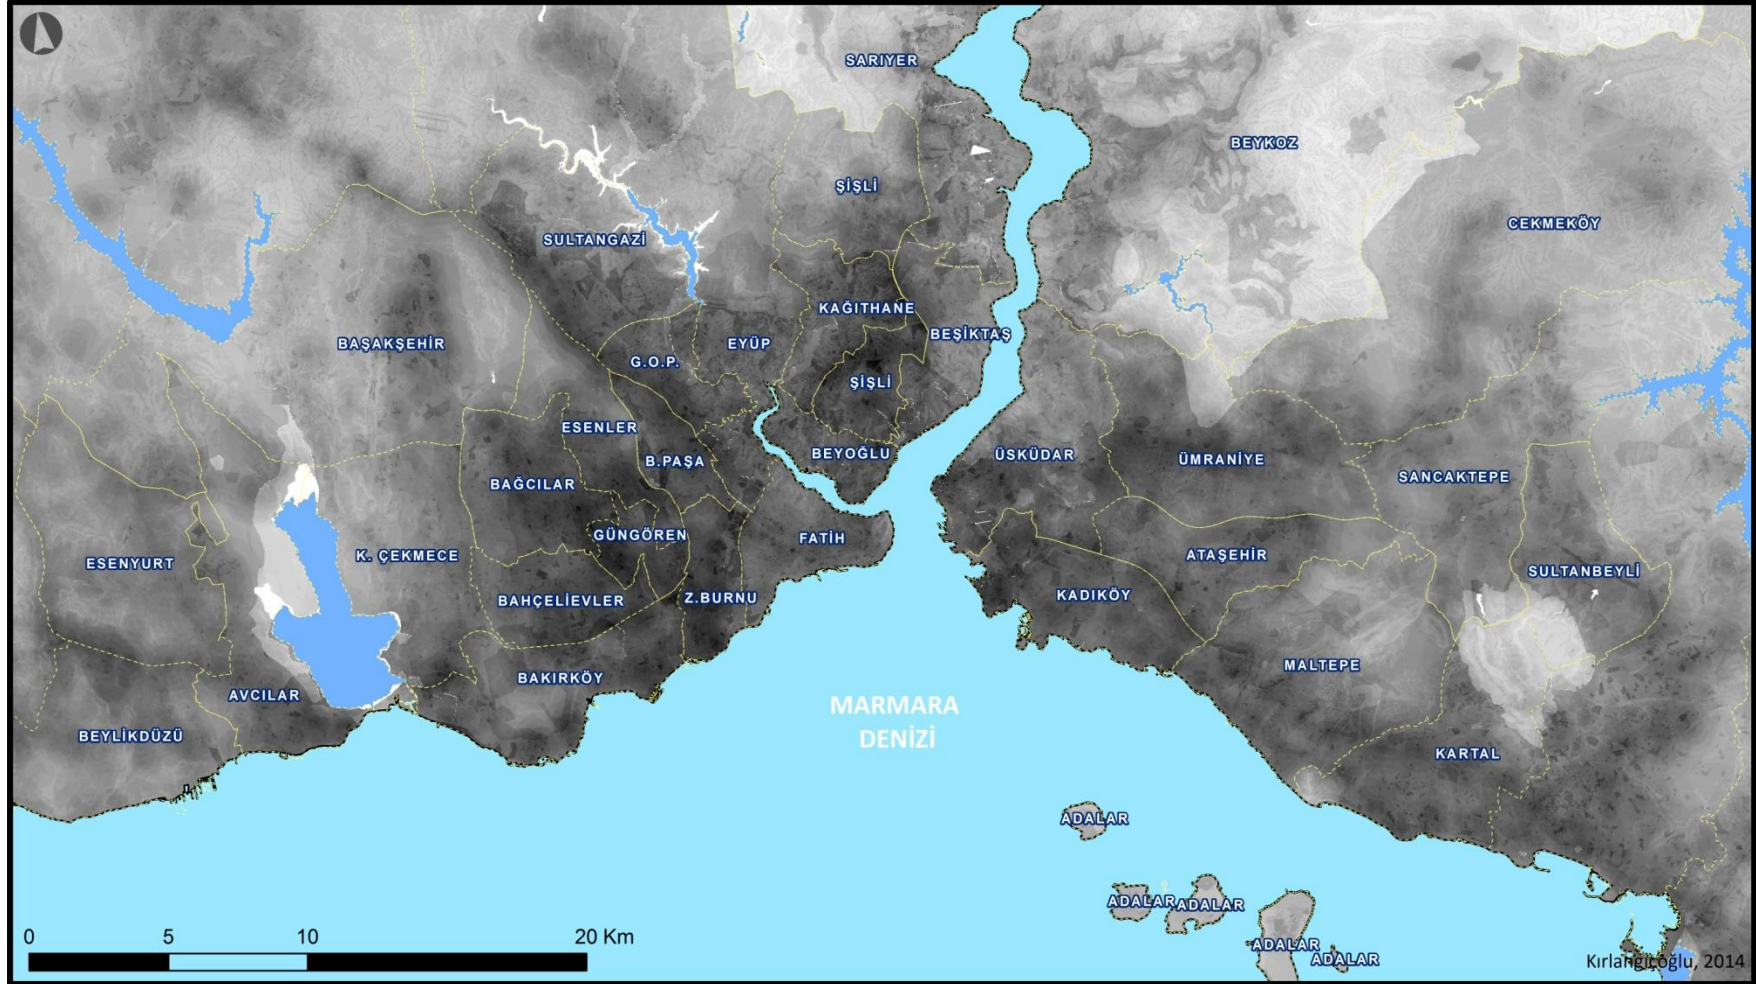 SARIYER
BEYKOZ
ŞİŞLİ
CEKMEKÖY
SULTANGAZİ
KAĞITHANE
BEŞİKTAŞ
BAŞAKŞEHİR
EYÜP
G.O.P.
ŞİŞLİ
ESENLER
BEYOĞLU
ÜSKÜDAR
ÜMRANİYE
B.PAŞA
SANCAKTEPE
BAĞCILAR
GÜNGÖREN
FATİH
ATAŞEHİR
K. ÇEKMECE
ESENYURT
SULTANBEYLİ
BAHÇELİEVLER
Z.BURNU
KADIKÖY
MALTEPE
BAKIRKÖY
AVCILAR
MARMARA
DENİZİ
BEYLİKDÜZÜ
KARTAL
ADALAR
ADALAR
ADALAR
ADALAR
ADALAR
0 5 10 20 Km
Kırlangıçoğlu, 2014